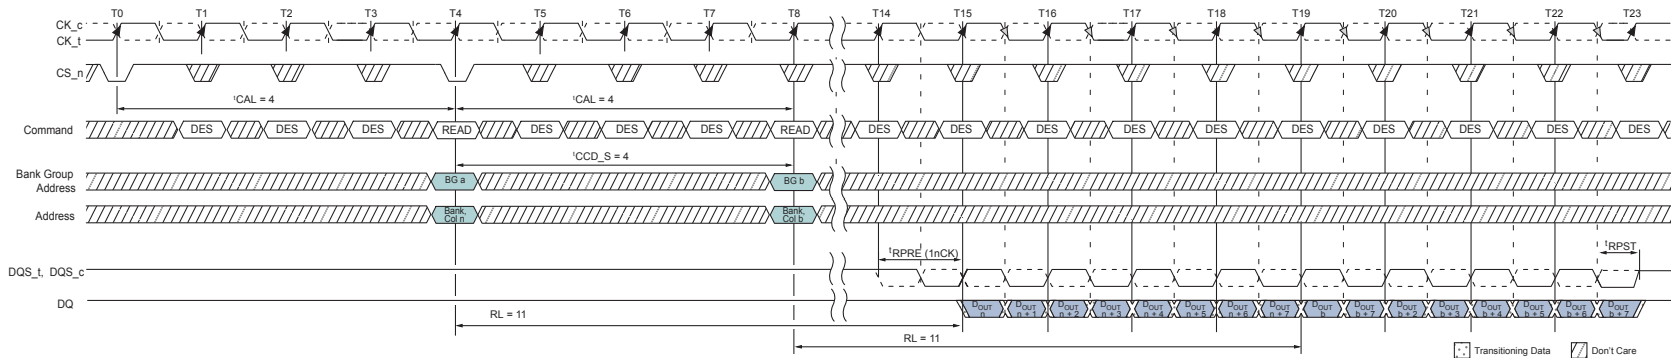 T0 T1 T2 T3 T4 T5 T6 T7 T8 T14 T15 T16 T17 T18 T19 T20 T21 T22 T23
CK_c
CK_t
CS_n
tCAL = 4 tCAL = 4
Command DES DES DES READ DES DES DES READ DES DES DES DES DES DES DES DES DES DES
tCCD_S = 4
Bank Group
Address
BG a BG b
Address
Bank, Bank,
Col n Col b
tRPRE (1nCK) tRPST
DQS_t, DQS_c
DQ
DOUT DOUT DOUT DOUT DOUT DOUT DOUT DOUT DOUT DOUT DOUT DOUT DOUT DOUT DOUT DOUT
n n + 1 n + 2 n + 3 n + 4 n + 5 n + 6 n + 7 b b + 7 b + 2 b + 3 b + 4 b + 5 b + 6 b + 7
RL = 11
RL = 11
Transitioning Data Don't Care